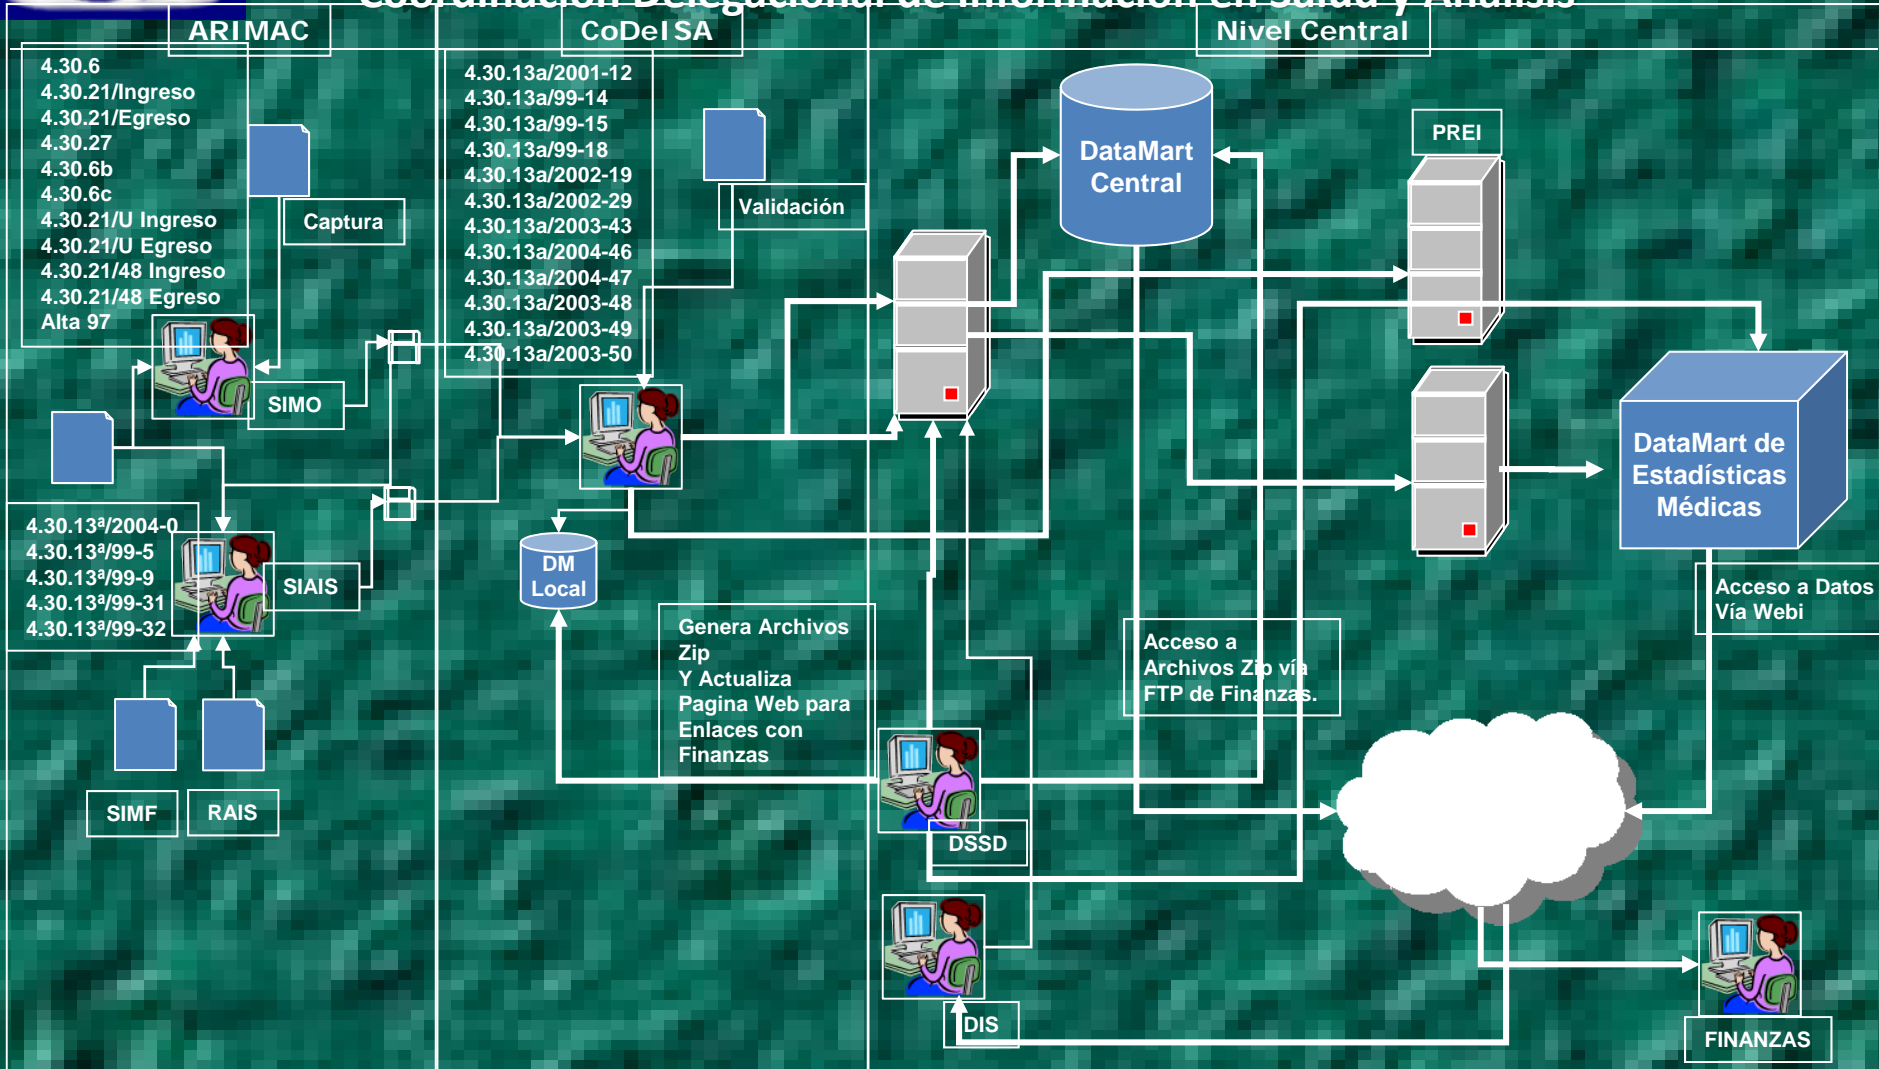 Coordinación Delegacional de Información en Salud y Análisis
ARIMAC
CoDeISA
Nivel Central
4.30.6
4.30.21/Ingreso
4.30.21/Egreso
4.30.27
4.30.6b
4.30.6c
4.30.21/U Ingreso
4.30.21/U Egreso
4.30.21/48 Ingreso
4.30.21/48 Egreso
Alta 97
Captura
SIMO
4.30.13ª/2004-0
4.30.13ª/99-5
4.30.13ª/99-9
4.30.13ª/99-31
4.30.13ª/99-32
SIAIS
SIMF
RAIS
4.30.13a/2001-12
4.30.13a/99-14
4.30.13a/99-15
4.30.13a/99-18
4.30.13a/2002-19
4.30.13a/2002-29
4.30.13a/2003-43
4.30.13a/2004-46
4.30.13a/2004-47
4.30.13a/2003-48
4.30.13a/2003-49
4.30.13a/2003-50
Validación
DM
Local
Genera Archivos
Zip
Y Actualiza
Pagina Web para
Enlaces con
Finanzas
DataMart
Central
PREI
DataMart de
Estadísticas
Médicas
Acceso a Datos
Vía Webi
Acceso a
Archivos Zip vía
FTP de Finanzas.
DSSD
DIS
FINANZAS